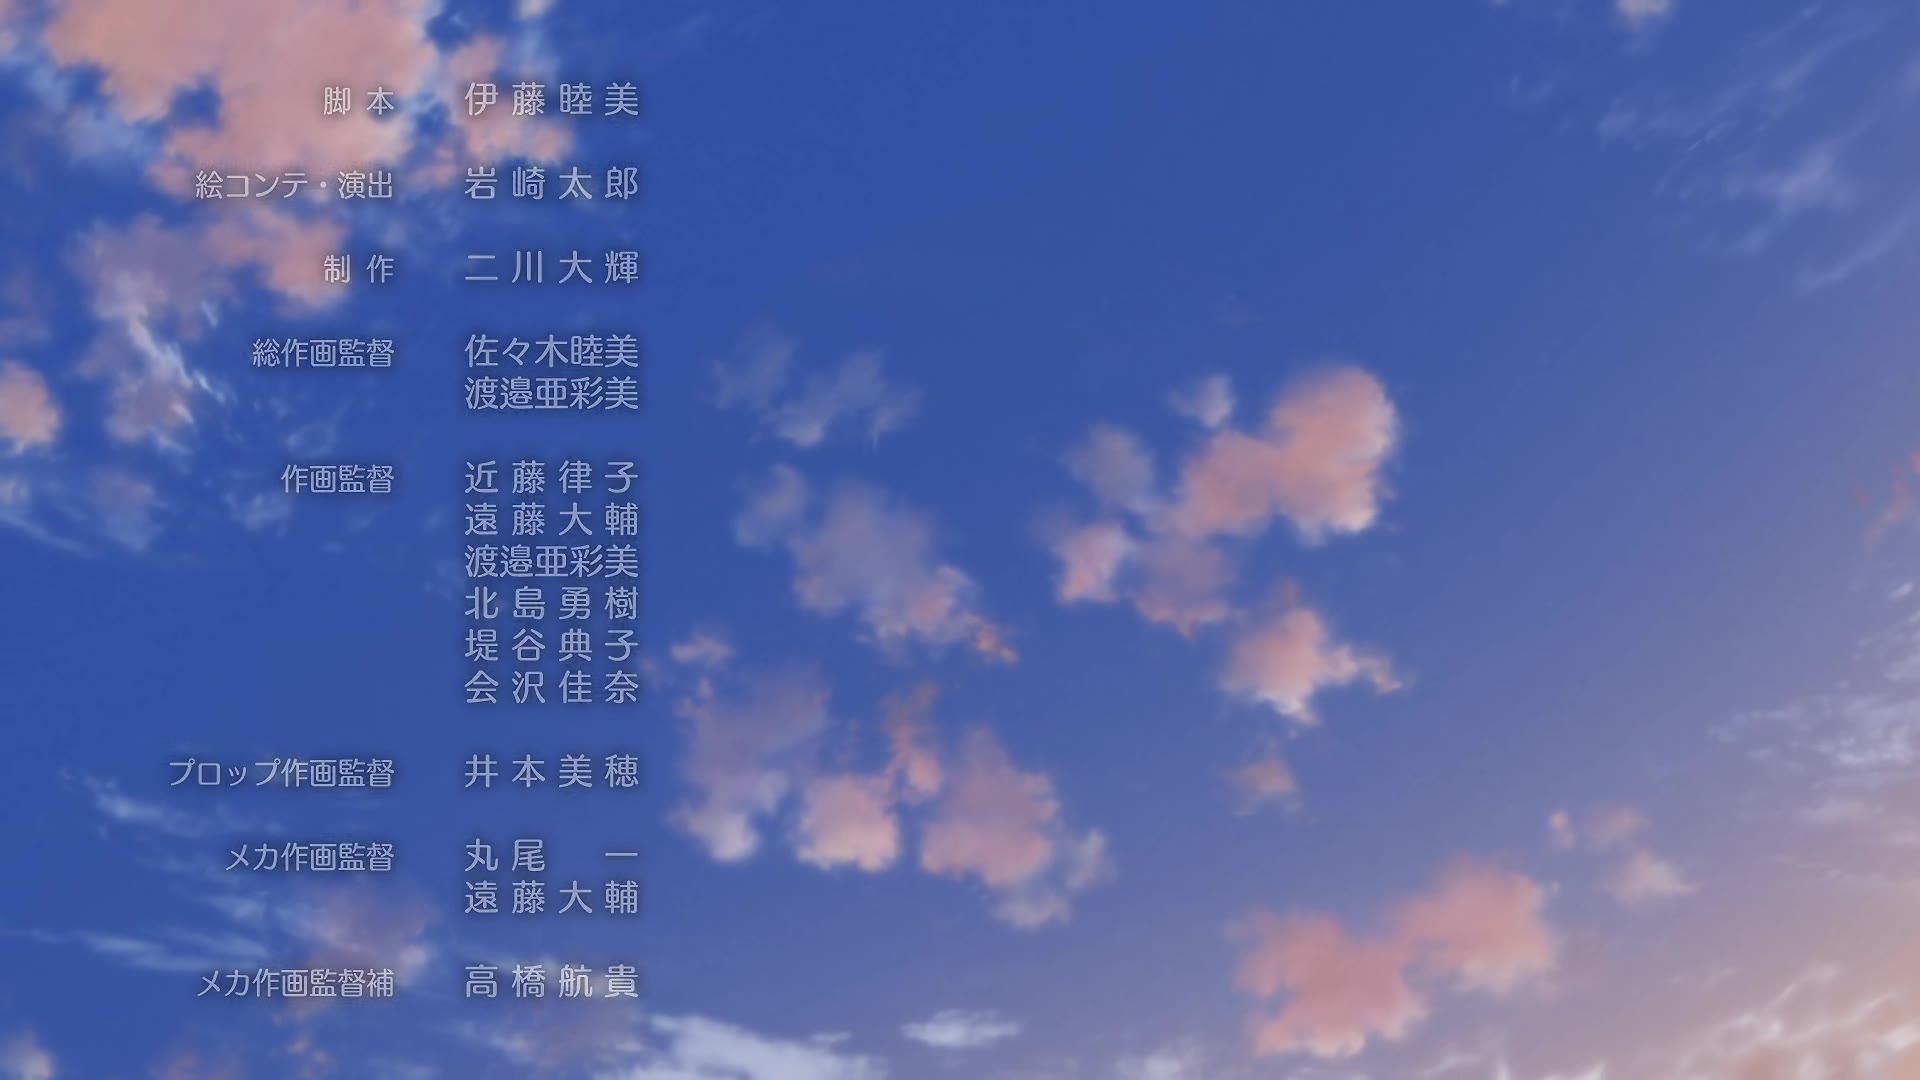 脚本 伊藤睦美
絵コンテ・演出 岩崎太郎
制作 二川大輝
総作画監督 佐々木睦美
渡邉亜彩美
作画監督 近藤律子
遠藤大輔
渡邉亜彩美
北島勇樹
堤谷典子
会沢佳奈
プロップ作画監督 井本美穂
メカ作画監督 丸尾 一
遠藤大輔
メカ作画監督補 高橋航貴